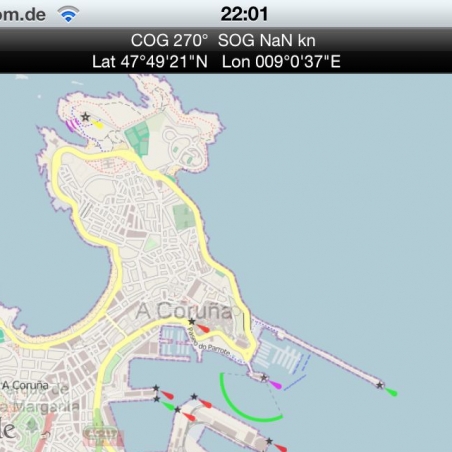 om.de 22:01
COG 270° SOG NaN kn
Lat 47°49'21"N Lon 009°0'37"E
A Coruña
Paseo do Parrote
A Coruña
a Margarita